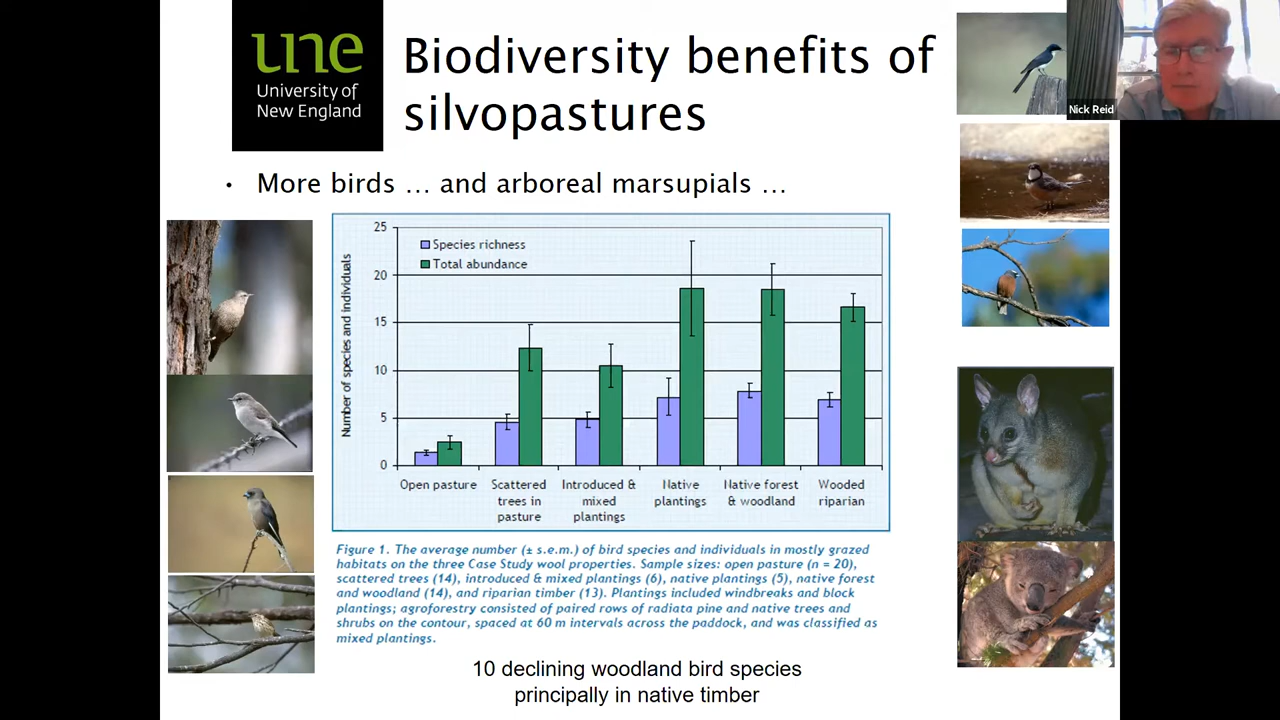 une
University of
New England
Biodiversity benefits of
silvopastures
Nick Reid
• More birds … and arboreal marsupials …
Number of species and individuals
25
20
15
10
5
0
Species richness
Total abundance
Open pasture
Scattered
trees in
pasture
Introduced &
mixed
plantings
Native
plantings
Native forest
& woodland
Wooded
riparian
Figure 1. The average number (± s.e.m.) of bird species and individuals in mostly grazed
habitats on the three Case Study wool properties. Sample sizes: open pasture (n = 20),
scattered trees (14), introduced & mixed plantings (6), native plantings (5), native forest
and woodland (14), and riparian timber (13). Plantings included windbreaks and block
plantings; agroforestry consisted of paired rows of radiata pine and native trees and
shrubs on the contour, spaced at 60 m intervals across the paddock, and was classified as
mixed plantings.
10 declining woodland bird species
principally in native timber